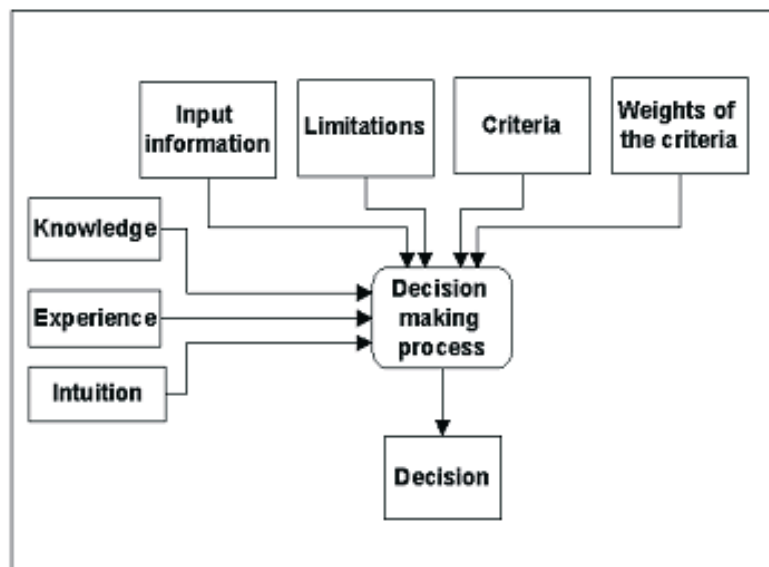 Input
information
Limitations
Criteria
Weights of
the criteria
Knowledge
Experience
Intuition
Decision
making
process
Decision